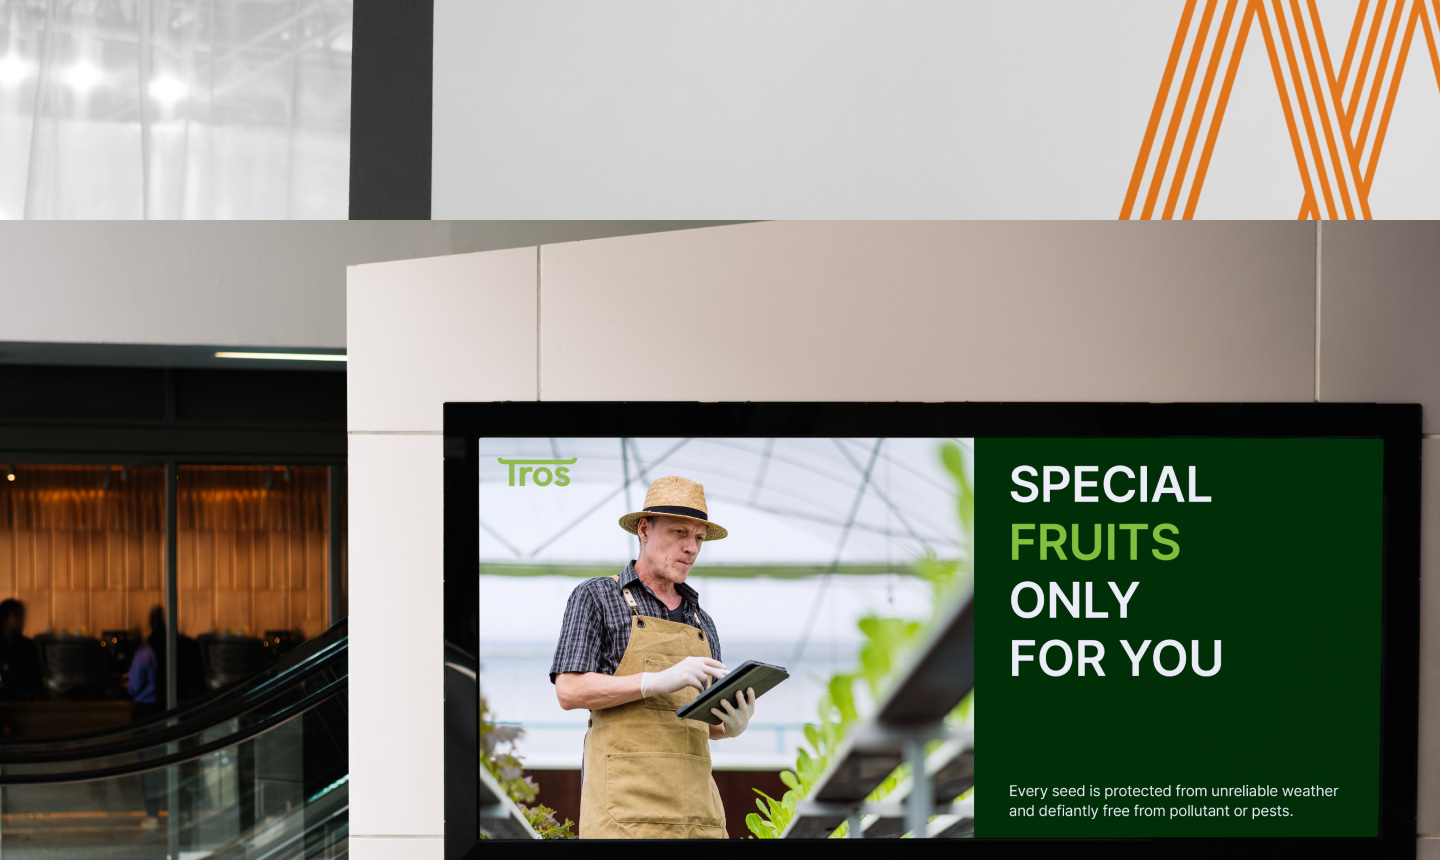 Tros
SPECIAL
FRUITS
ONLY
FOR YOU
Every seed is protected from unreliable weather
and defiantly free from pollutant or pests.